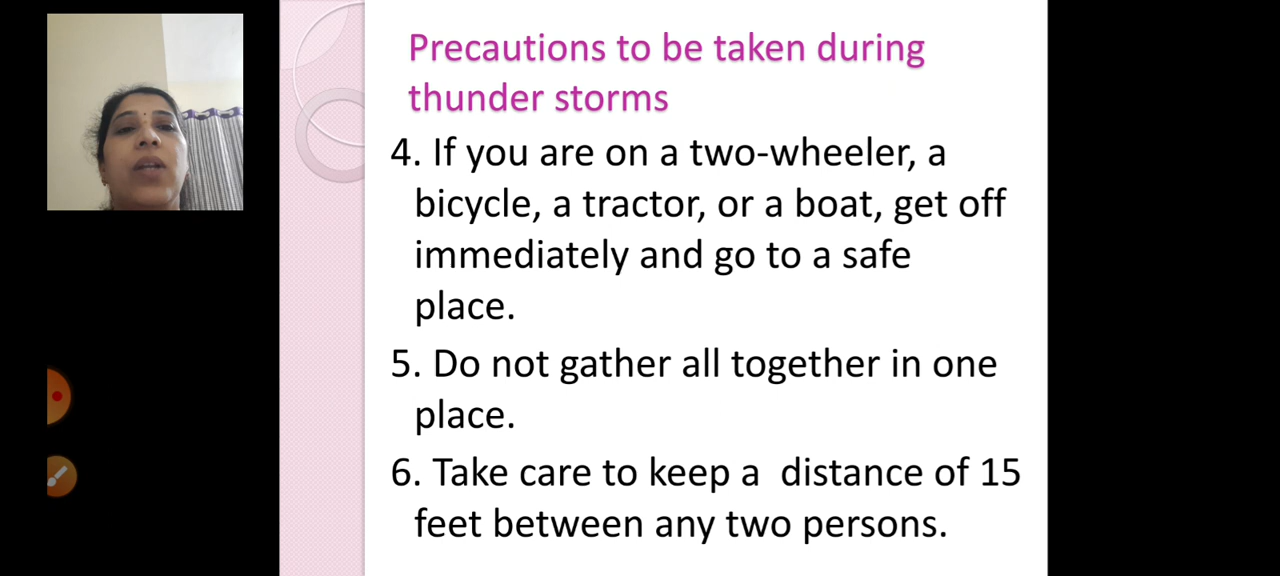 Precautions to be taken during
thunder storms
4. If you are on a two-wheeler, a
bicycle, a tractor, or a boat, get off
immediately and go to a safe
place.
5. Do not gather all together in one
place.
6. Take care to keep a  distance of 15
feet between any two persons.